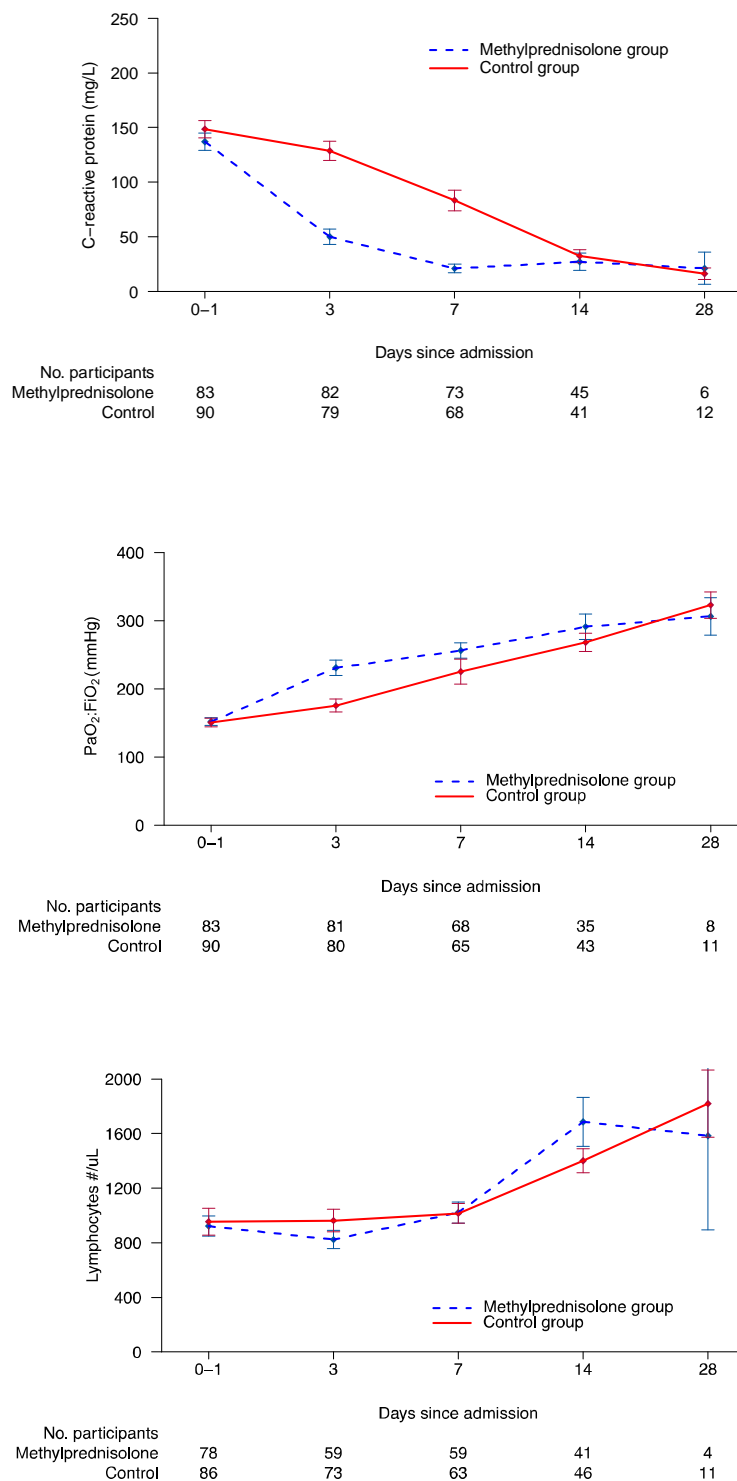 250
200
150
100
50
0
C−reactive protein (mg/L)
Methylprednisolone group
Control group
0−1 3 7 14 28
Days since admission
No. participants
Methylprednisolone 83 82 73 45 6
Control 90 79 68 41 12
400
300
200
100
0
PaO2:FiO2 (mmHg)
Methylprednisolone group
Control group
0−1 3 7 14 28
Days since admission
No. participants
Methylprednisolone 83 81 68 35 8
Control 90 80 65 43 11
2000
1600
1200
800
400
0
Lymphocytes #/uL
Methylprednisolone group
Control group
0−1 3 7 14 28
Days since admission
No. participants
Methylprednisolone 78 59 59 41 4
Control 86 73 63 46 11